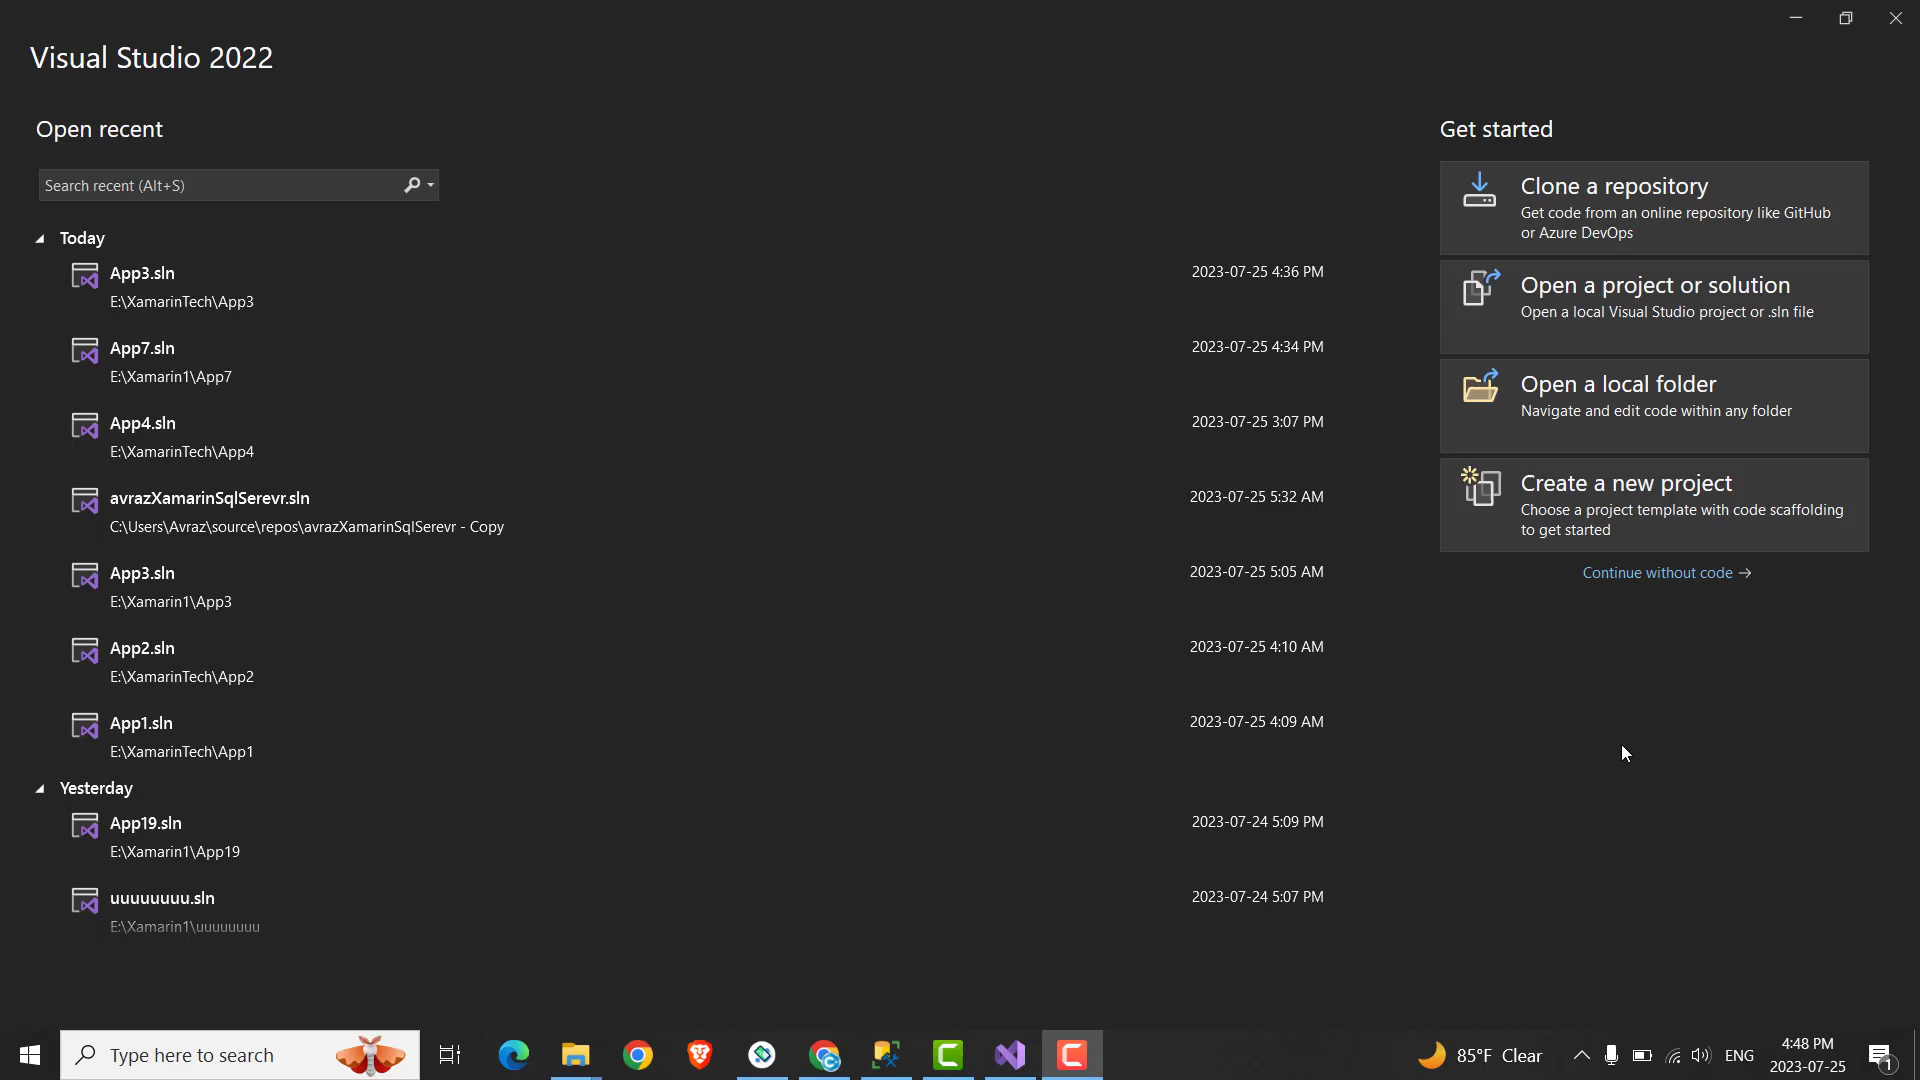 Visual Studio 2022
Open recent
Search recent (Alt+S)
Today
App3.sln
2023-07-25 4:36 PM
E:\XamarinTech\App3
App7.sln
2023-07-25 4:34 PM
E:\Xamarin1\App7
App4.sln
2023-07-25 3:07 PM
E:\XamarinTech\App4
avrazXamarinSqlSerevr.sln
2023-07-25 5:32 AM
C:\Users\Avraz\source\repos\avrazXamarinSqlSerevr - Copy
App3.sln
2023-07-25 5:05 AM
E:\Xamarin1\App3
App2.sln
2023-07-25 4:10 AM
E:\XamarinTech\App2
App1.sln
2023-07-25 4:09 AM
E:\XamarinTech\App1
Yesterday
App19.sln
2023-07-24 5:09 PM
E:\Xamarin1\App19
uuuuuuuu.sln
2023-07-24 5:07 PM
E:\Xamarin1\uuuuuuuu
Get started
Clone a repository
Get code from an online repository like GitHub
or Azure DevOps
Open a project or solution
Open a local Visual Studio project or .sln file
Open a local folder
Navigate and edit code within any folder
Create a new project
Choose a project template with code scaffolding
to get started
Continue without code →
Type here to search
85°F Clear
ENG
4:48 PM
2023-07-25
1